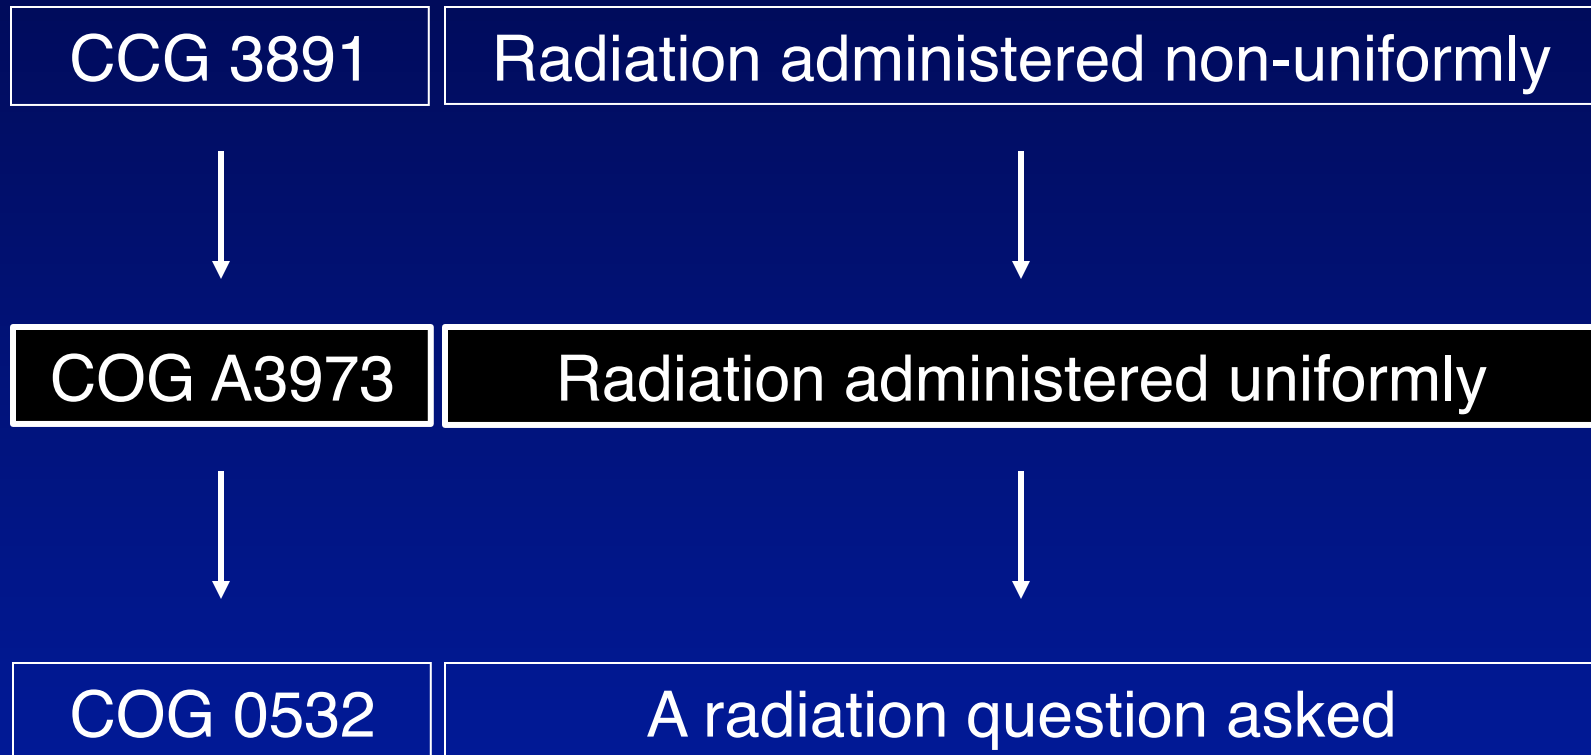 CCG 3891 Radiation administered non-uniformly
COG A3973 Radiation administered uniformly
COG 0532 A radiation question asked